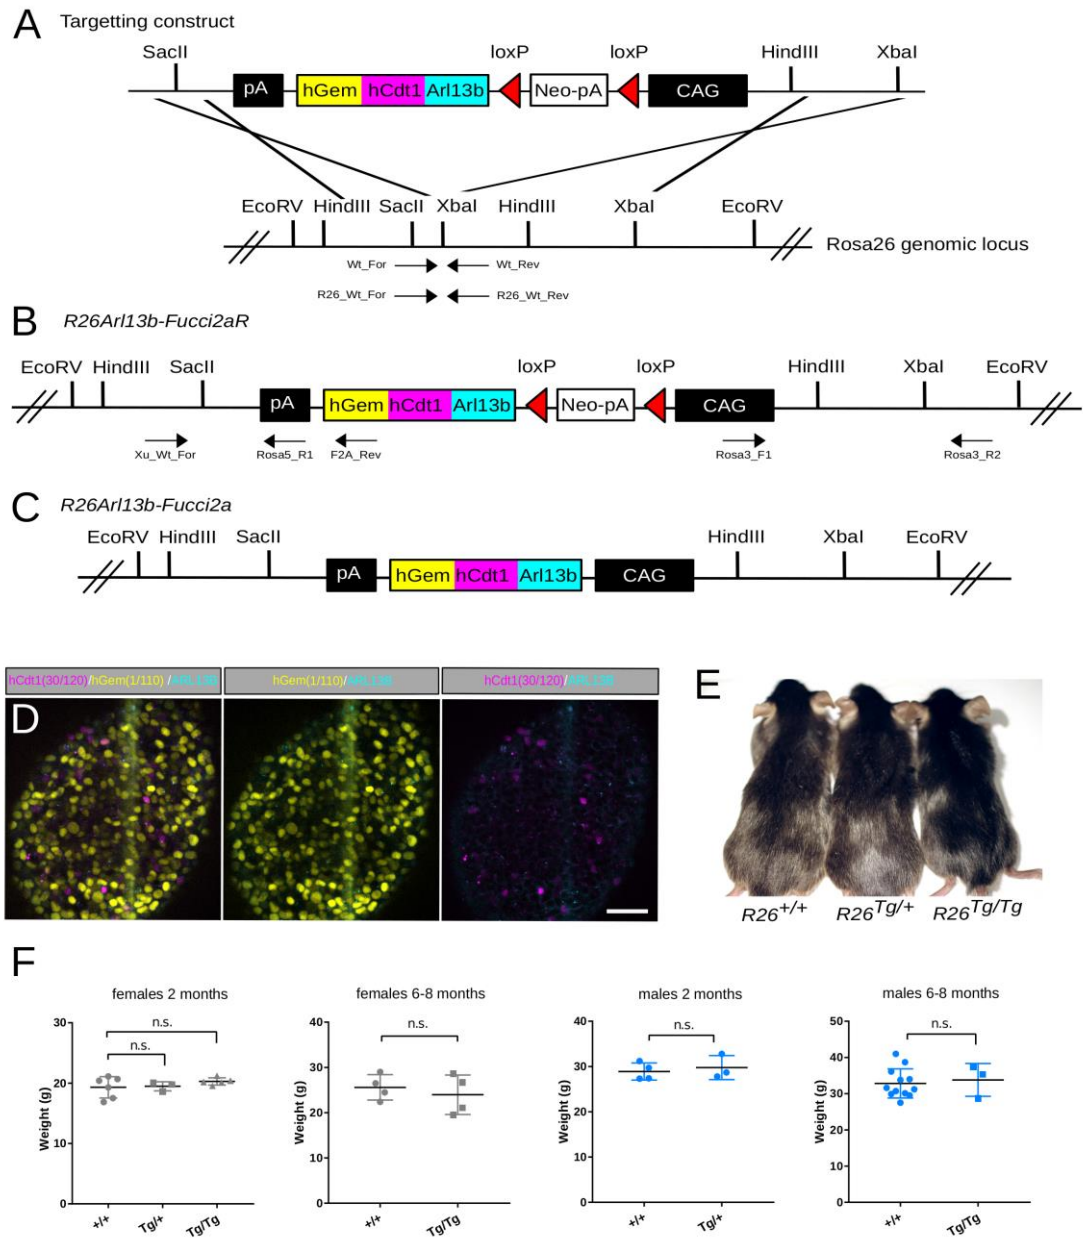 A Targetting construct
SacII loxP loxP HindIII XbaI
pA hGem hCdt1 Arl13b Neo-pA CAG
EcoRV HindIII SacII XbaI HindIII XbaI EcoRV
Rosa26 genomic locus
Wt_For Wt_Rev
R26_Wt_For R26_Wt_Rev
B R26Arl13b-Fucci2aR
EcoRV HindIII SacII loxP loxP HindIII XbaI EcoRV
pA hGem hCdt1 Arl13b Neo-pA CAG
Xu_Wt_For Rosa5_R1 F2A_Rev Rosa3_F1 Rosa3_R2
C R26Arl13b-Fucci2a
EcoRV HindIII SacII HindIII XbaI EcoRV
pA hGem hCdt1 Arl13b CAG
hCdt1(30/120)/hGem(1/110) /ARL13B hGem(1/110)/ARL13B hCdt1(30/120)/ARL13B
D
E
R26+/+ R26Tg/+ R26Tg/Tg
F
females 2 months
n.s.
n.s.
Weight (g)
30
20
10
0
+/+ Tg/+ Tg/Tg
females 6-8 months
n.s.
Weight (g)
40
30
20
10
0
+/+ Tg/Tg
males 2 months
n.s.
Weight (g)
40
30
20
10
0
+/+ Tg/+
males 6-8 months
n.s.
Weight (g)
50
40
30
20
10
0
+/+ Tg/Tg